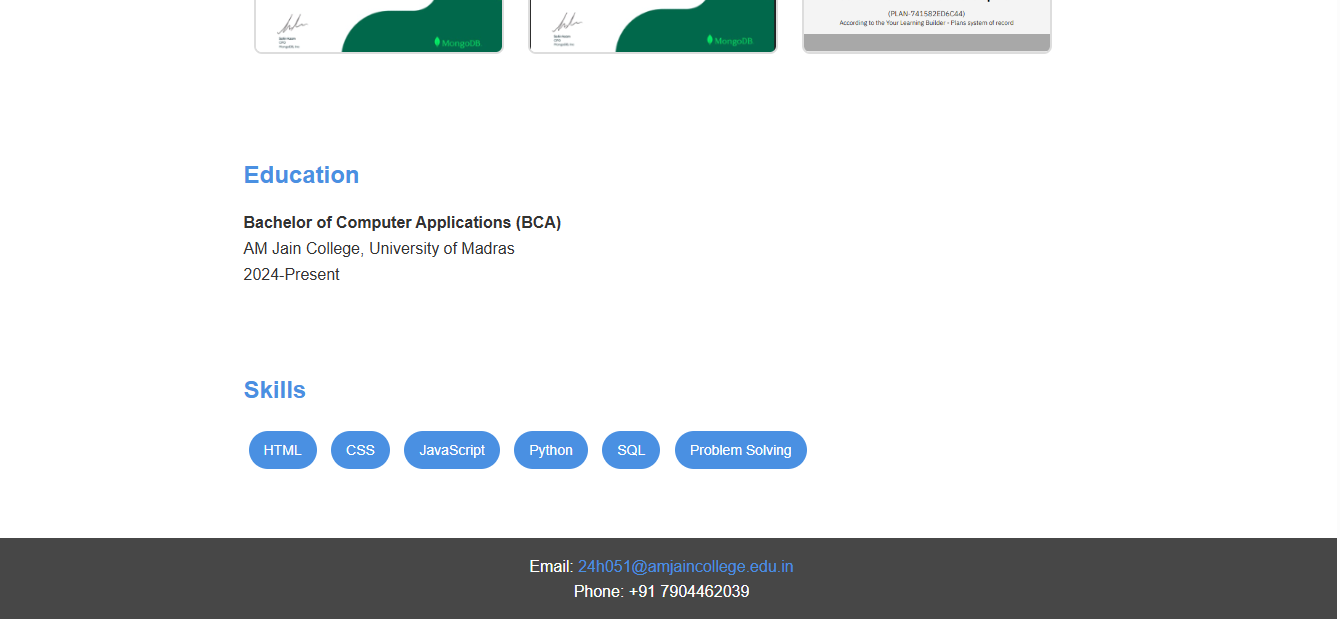 MongoDB.
MongoDB.
(PLAN-741582ED6C44)
According to the Your Learning Builder - Plans system of record
Education
Bachelor of Computer Applications (BCA)
AM Jain College, University of Madras
2024-Present
Skills
HTML CSS JavaScript Python SQL Problem Solving
Email: 24h051@amjaincollege.edu.in
Phone: +91 7904462039